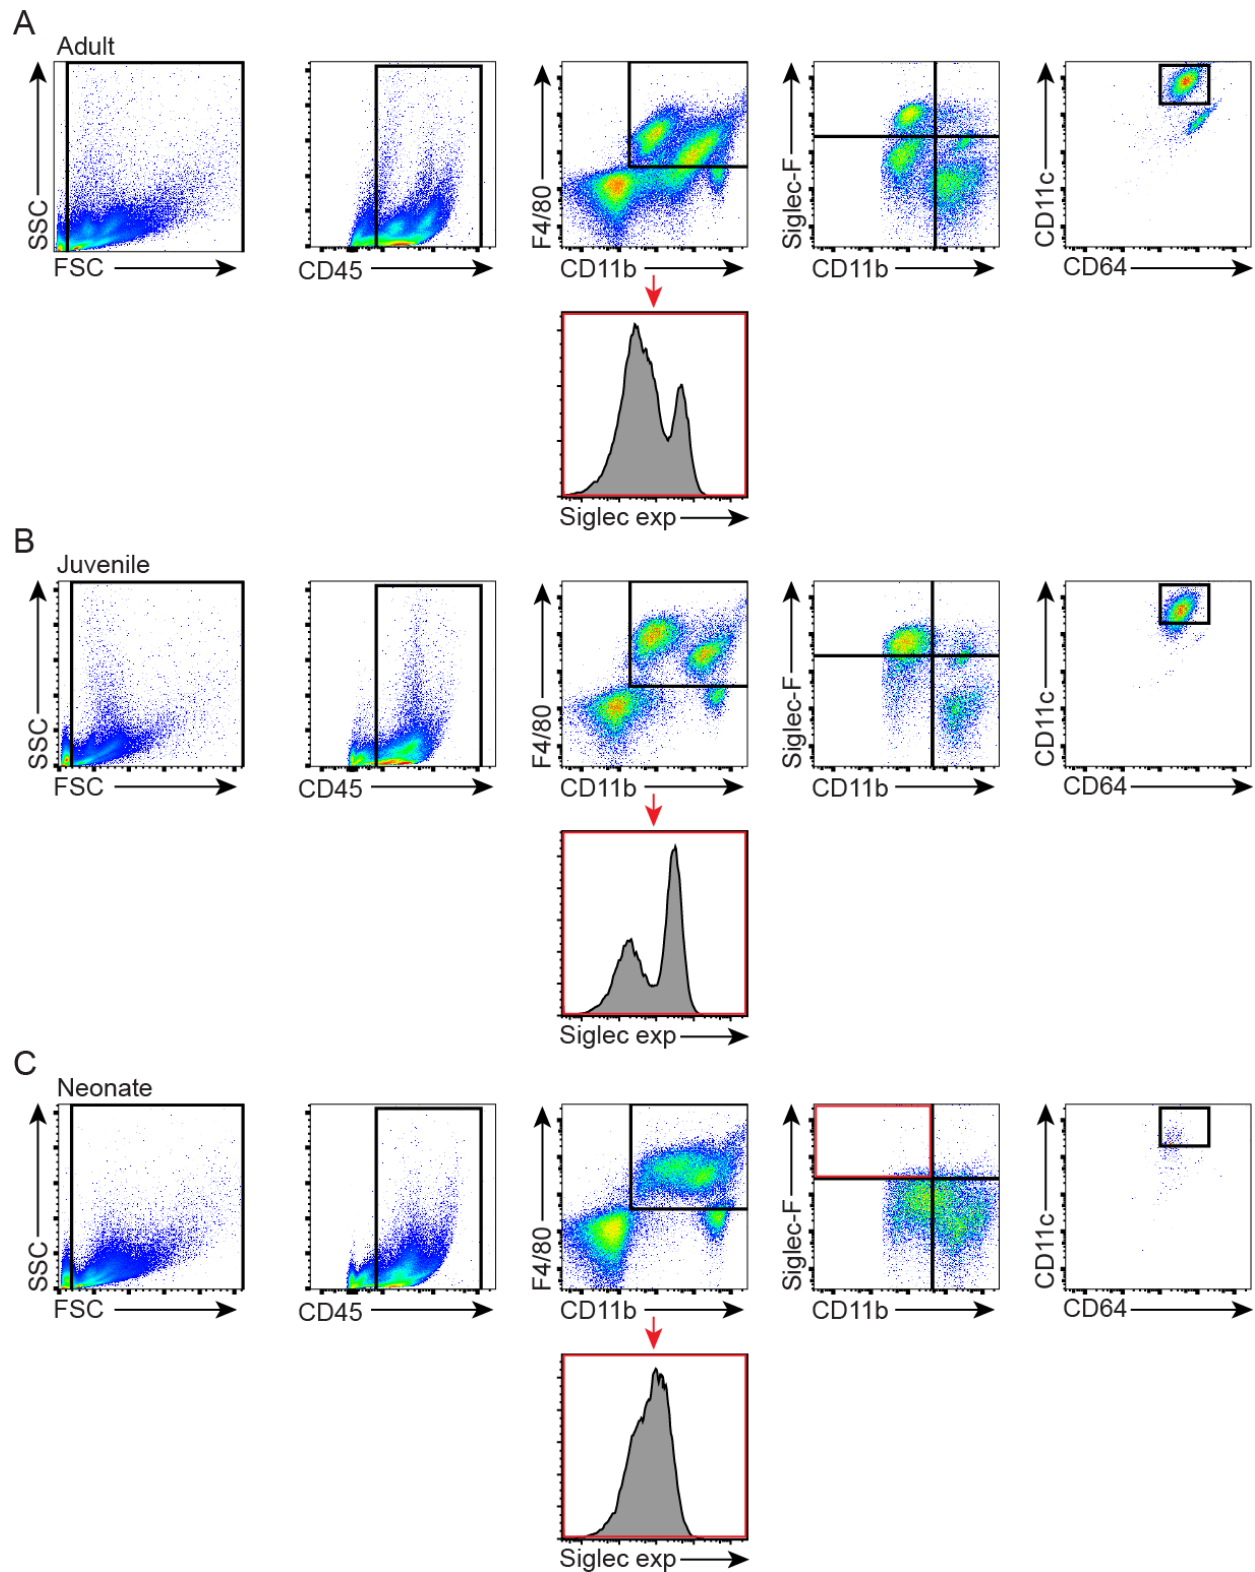 A
Adult
SSC
FSC
CD45
F4/80
CD11b
Siglec-F
CD11b
CD11c
CD64
Siglec exp
B
Juvenile
SSC
FSC
CD45
F4/80
CD11b
Siglec-F
CD11b
CD11c
CD64
Siglec exp
C
Neonate
SSC
FSC
CD45
F4/80
CD11b
Siglec-F
CD11b
CD11c
CD64
Siglec exp